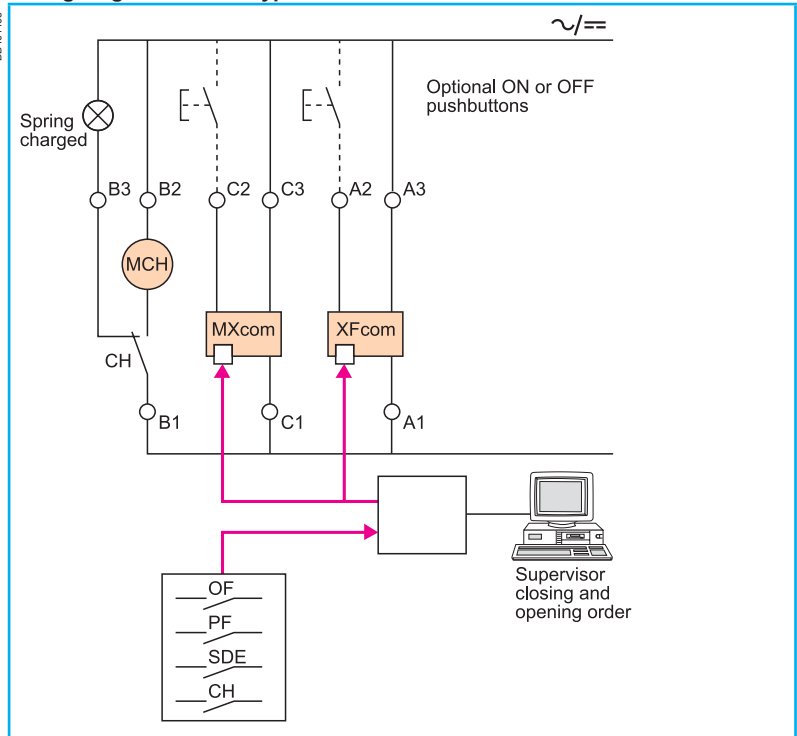 ~/==
Optional ON or OFF
pushbuttons
Spring
charged
B3 B2 C2 C3 A2 A3
MCH
MXcom XFcom
CH
B1 C1 A1
Supervisor
closing and
opening order
OF
PF
SDE
CH